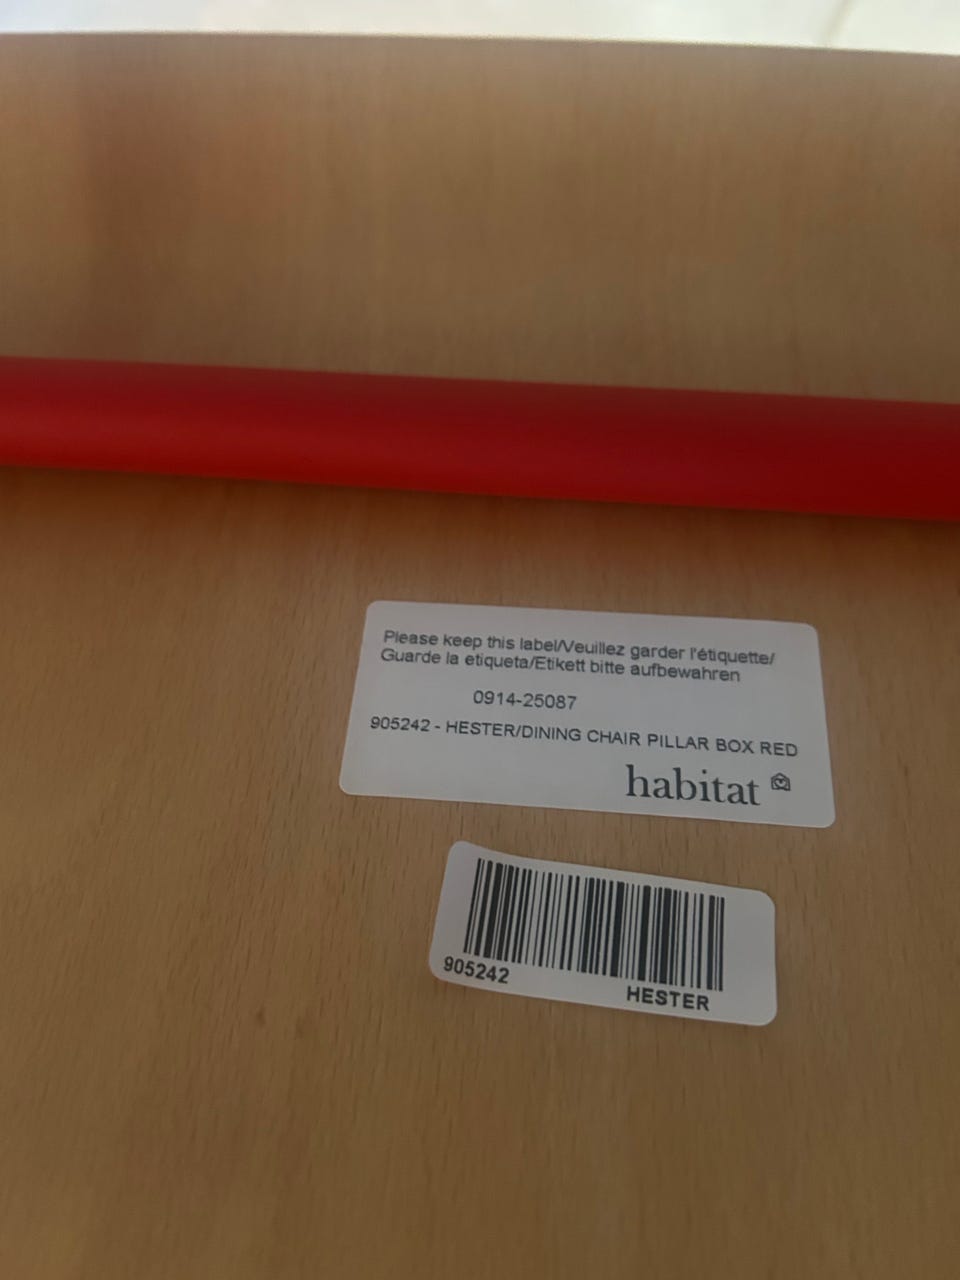 Please keep this label/Veuillez garder l'étiquette/
Guarde la etiqueta/Etikett bitte aufbewahren
0914-25087
905242 - HESTER/DINING CHAIR PILLAR BOX RED
habitat
905242
HESTER